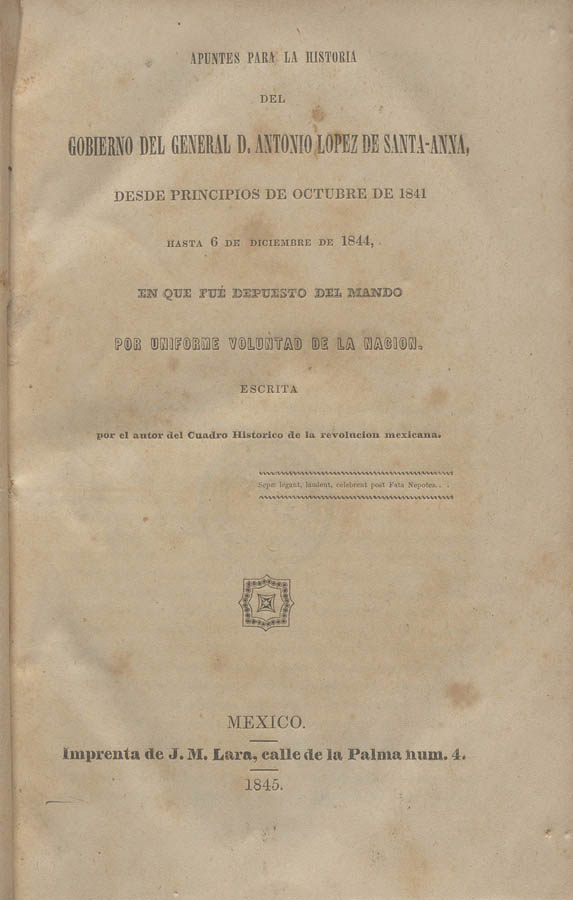 APUNTES PARA LA HISTORIA
DEL
GOBIERNO DEL GENERAL D. ANTONIO LOPEZ DE SANTA-ANNA,
DESDE PRINCIPIOS DE OCTUBRE DE 1841
HASTA 6 DE DICIEMBRE DE 1844,
EN QUE FUÉ DEPUESTO DEL MANDO
POR UNIFORME VOLUNTAD DE LA NACION.
ESCRITA
por el autor del Cuadro Historico de la revolucion mexicana.
Sepæ legant, laudent, celebrent post Fata Nepotes. . .
MEXICO.
Imprenta de J. M. Lara, calle de la Palma num. 4.
1845.